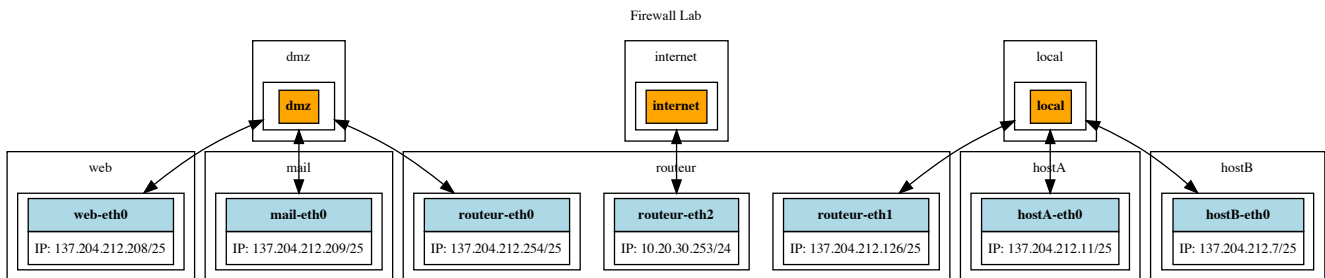 Firewall Lab
dmz
internet
local
dmz
internet
local
web
mail
routeur
hostA
hostB
web-eth0
mail-eth0
routeur-eth0
routeur-eth2
routeur-eth1
hostA-eth0
hostB-eth0
IP: 137.204.212.208/25
IP: 137.204.212.209/25
IP: 137.204.212.254/25
IP: 10.20.30.253/24
IP: 137.204.212.126/25
IP: 137.204.212.11/25
IP: 137.204.212.7/25